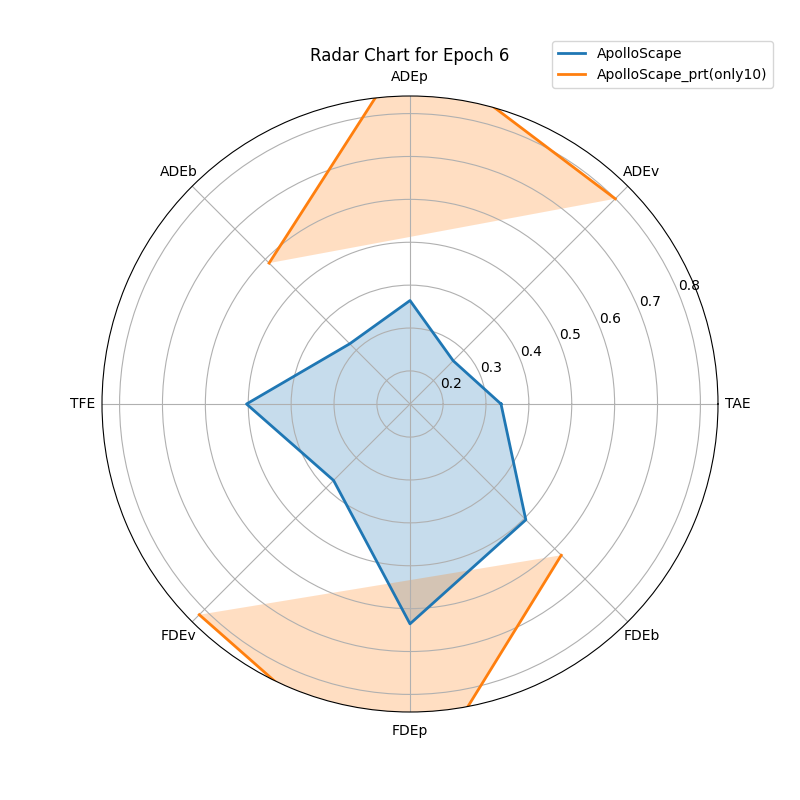 Radar Chart for Epoch 6
ApolloScape
ApolloScape_prt(only10)
ADEp
ADEb
ADEv
0.8
0.7
0.6
0.5
0.4
0.3
0.2
TFE
TAE
FDEv
FDEb
FDEp